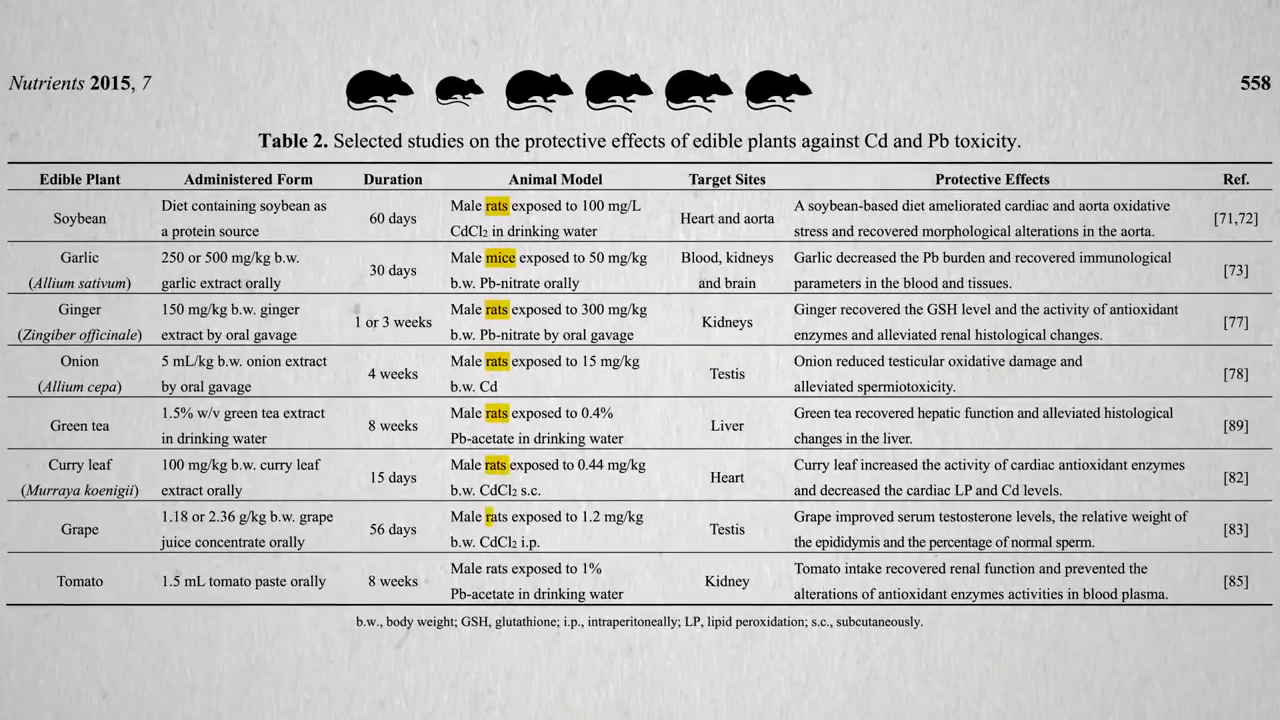 Nutrients 2015, 7
558
Table 2. Selected studies on the protective effects of edible plants against Cd and Pb toxicity.
Edible Plant Administered Form Duration Animal Model Target Sites Protective Effects Ref.
Soybean
Diet containing soybean as
a protein source
60 days
Male rats exposed to 100 mg/L
CdCl₂ in drinking water
Heart and aorta
A soybean-based diet ameliorated cardiac and aorta oxidative
stress and recovered morphological alterations in the aorta.
[71,72]
Garlic
(Allium sativum)
250 or 500 mg/kg b.w.
garlic extract orally
30 days
Male mice exposed to 50 mg/kg
b.w. Pb-nitrate orally
Blood, kidneys
and brain
Garlic decreased the Pb burden and recovered immunological
parameters in the blood and tissues.
[73]
Ginger
(Zingiber officinale)
150 mg/kg b.w. ginger
extract by oral gavage
1 or 3 weeks
Male rats exposed to 300 mg/kg
b.w. Pb-nitrate by oral gavage
Kidneys
Ginger recovered the GSH level and the activity of antioxidant
enzymes and alleviated renal histological changes.
[77]
Onion
(Allium cepa)
5 mL/kg b.w. onion extract
by oral gavage
4 weeks
Male rats exposed to 15 mg/kg
b.w. Cd
Testis
Onion reduced testicular oxidative damage and
alleviated spermiotoxicity.
[78]
Green tea
1.5% w/v green tea extract
in drinking water
8 weeks
Male rats exposed to 0.4%
Pb-acetate in drinking water
Liver
Green tea recovered hepatic function and alleviated histological
changes in the liver.
[89]
Curry leaf
(Murraya koenigii)
100 mg/kg b.w. curry leaf
extract orally
15 days
Male rats exposed to 0.44 mg/kg
b.w. CdCl₂ s.c.
Heart
Curry leaf increased the activity of cardiac antioxidant enzymes
and decreased the cardiac LP and Cd levels.
[82]
Grape
1.18 or 2.36 g/kg b.w. grape
juice concentrate orally
56 days
Male rats exposed to 1.2 mg/kg
b.w. CdCl₂ i.p.
Testis
Grape improved serum testosterone levels, the relative weight of
the epididymis and the percentage of normal sperm.
[83]
Tomato
1.5 mL tomato paste orally
8 weeks
Male rats exposed to 1%
Pb-acetate in drinking water
Kidney
Tomato intake recovered renal function and prevented the
alterations of antioxidant enzymes activities in blood plasma.
[85]
b.w., body weight; GSH, glutathione; i.p., intraperitoneally; LP, lipid peroxidation; s.c., subcutaneously.